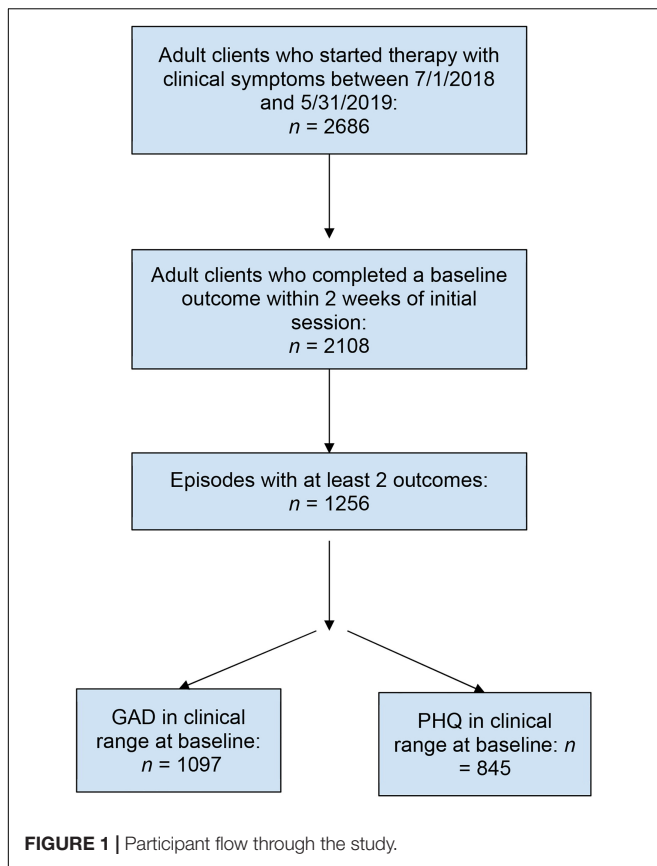 Adult clients who started therapy with
clinical symptoms between 7/1/2018
and 5/31/2019:
n = 2686
Adult clients who completed a baseline
outcome within 2 weeks of initial
session:
n = 2108
Episodes with at least 2 outcomes:
n = 1256
GAD in clinical
range at baseline:
n = 1097
PHQ in clinical
range at baseline: n
= 845
FIGURE 1 | Participant flow through the study.